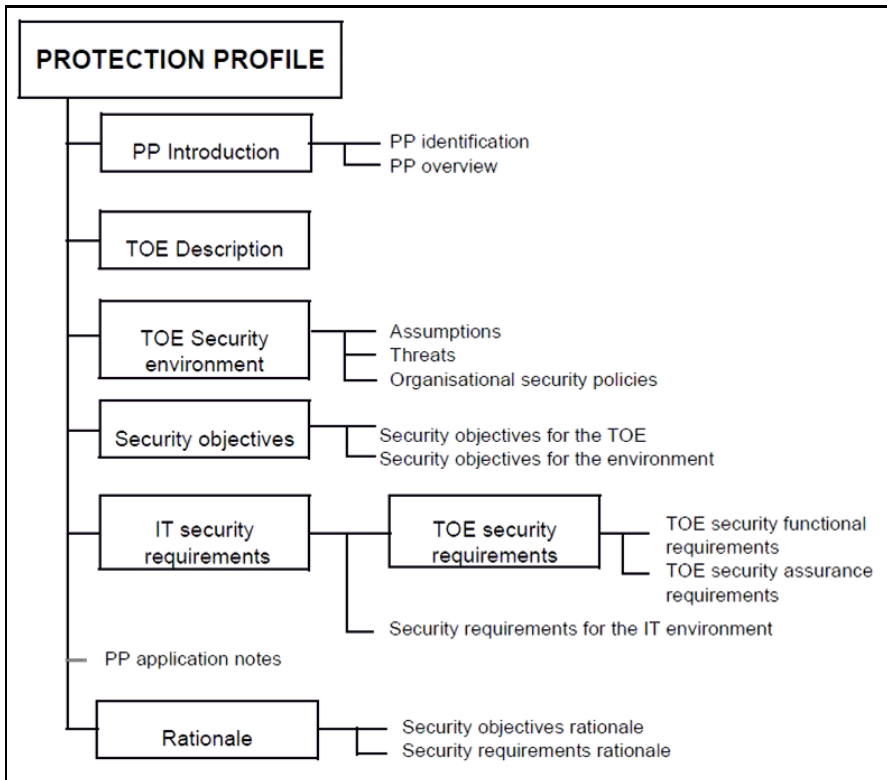 PROTECTION PROFILE
PP Introduction
PP identification
PP overview
TOE Description
TOE Security
environment
Assumptions
Threats
Organisational security policies
Security objectives
Security objectives for the TOE
Security objectives for the environment
IT security
requirements
TOE security
requirements
TOE security functional
requirements
TOE security assurance
requirements
Security requirements for the IT environment
PP application notes
Rationale
Security objectives rationale
Security requirements rationale